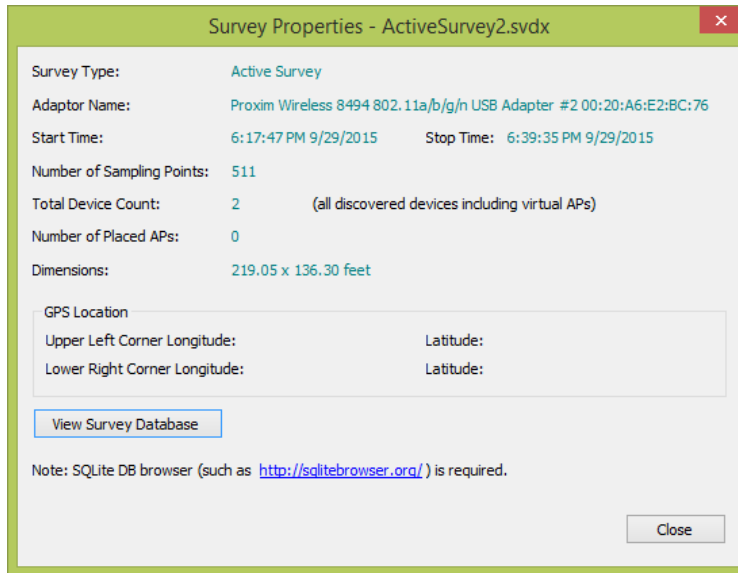 Survey Properties - ActiveSurvey2.svdx
Survey Type: Active Survey
Adaptor Name: Proxim Wireless 8494 802.11a/b/g/n USB Adapter #2 00:20:A6:E2:BC:76
Start Time: 6:17:47 PM 9/29/2015 Stop Time: 6:39:35 PM 9/29/2015
Number of Sampling Points: 511
Total Device Count: 2 (all discovered devices including virtual APs)
Number of Placed APs: 0
Dimensions: 219.05 x 136.30 feet
GPS Location
Upper Left Corner Longitude: Latitude:
Lower Right Corner Longitude: Latitude:
View Survey Database
Note: SQLite DB browser (such as http://sqlitebrowser.org/ ) is required.
Close